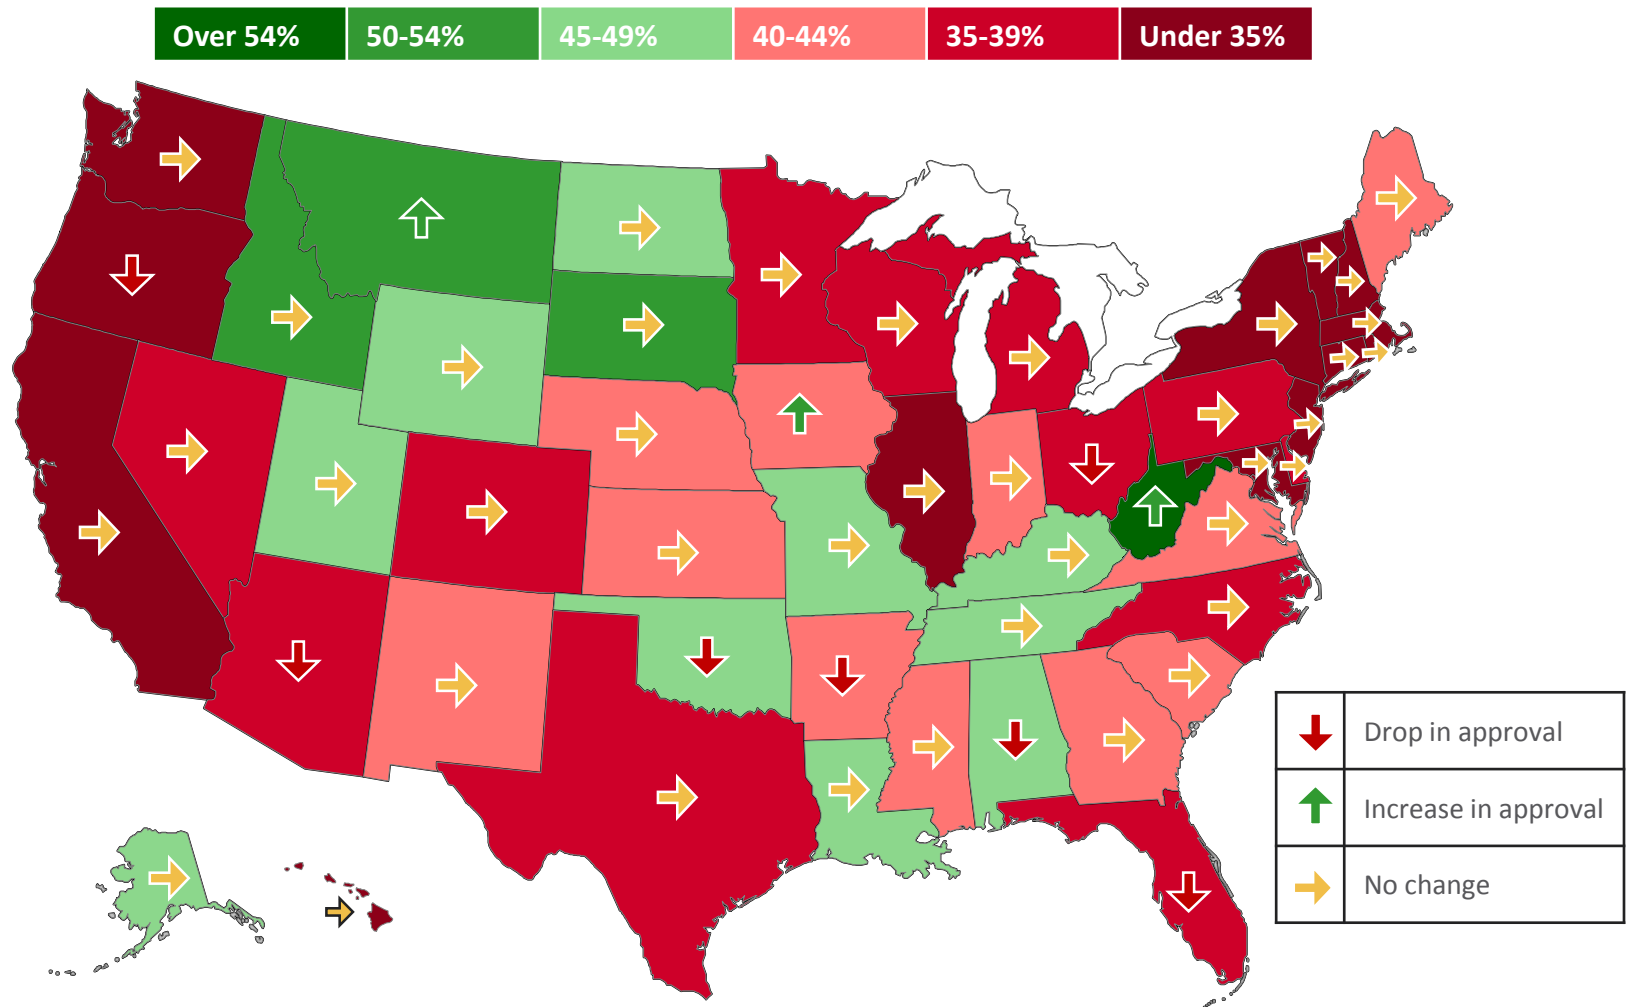 Over 54% 50-54% 45-49% 40-44% 35-39% Under 35%
Drop in approval
Increase in approval
No change